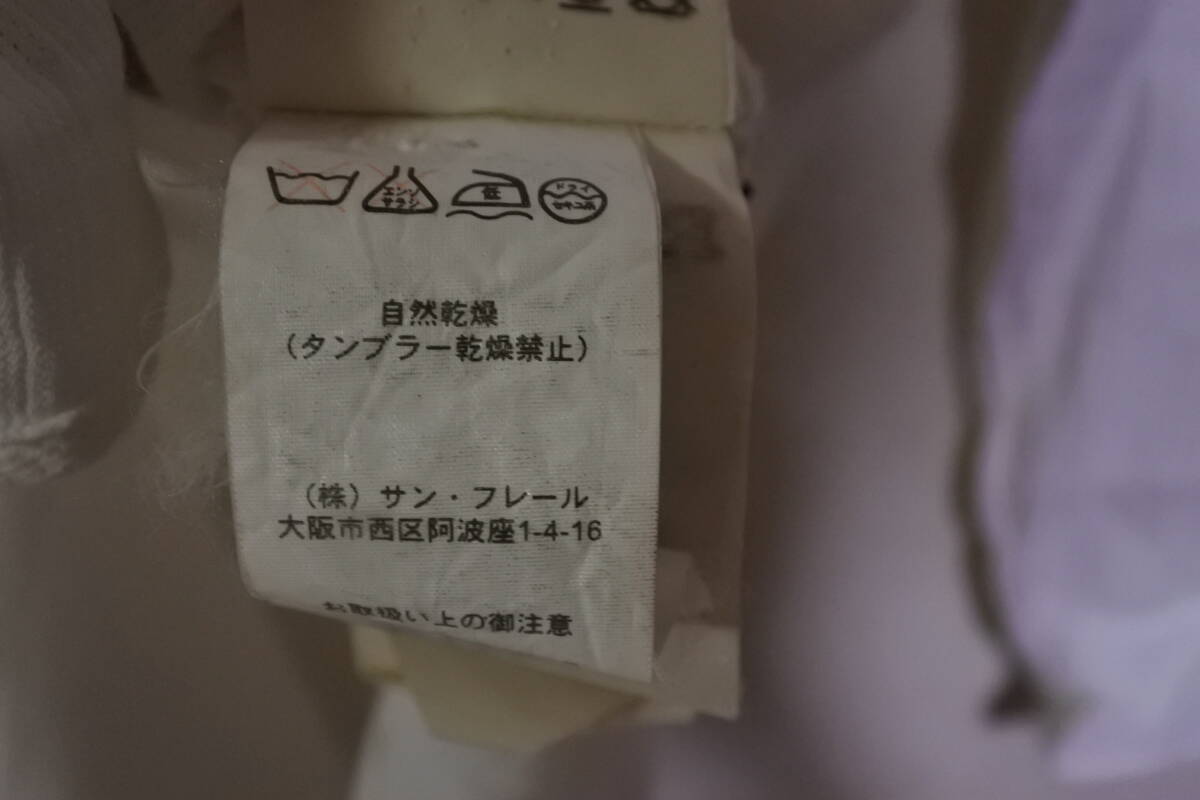 エンソ
サラシ
低
ドライ
セキユ系
自然乾燥
（タンブラー乾燥禁止）
（株）サン・フレール
大阪市西区阿波座1-4-16
お取扱い上の御注意